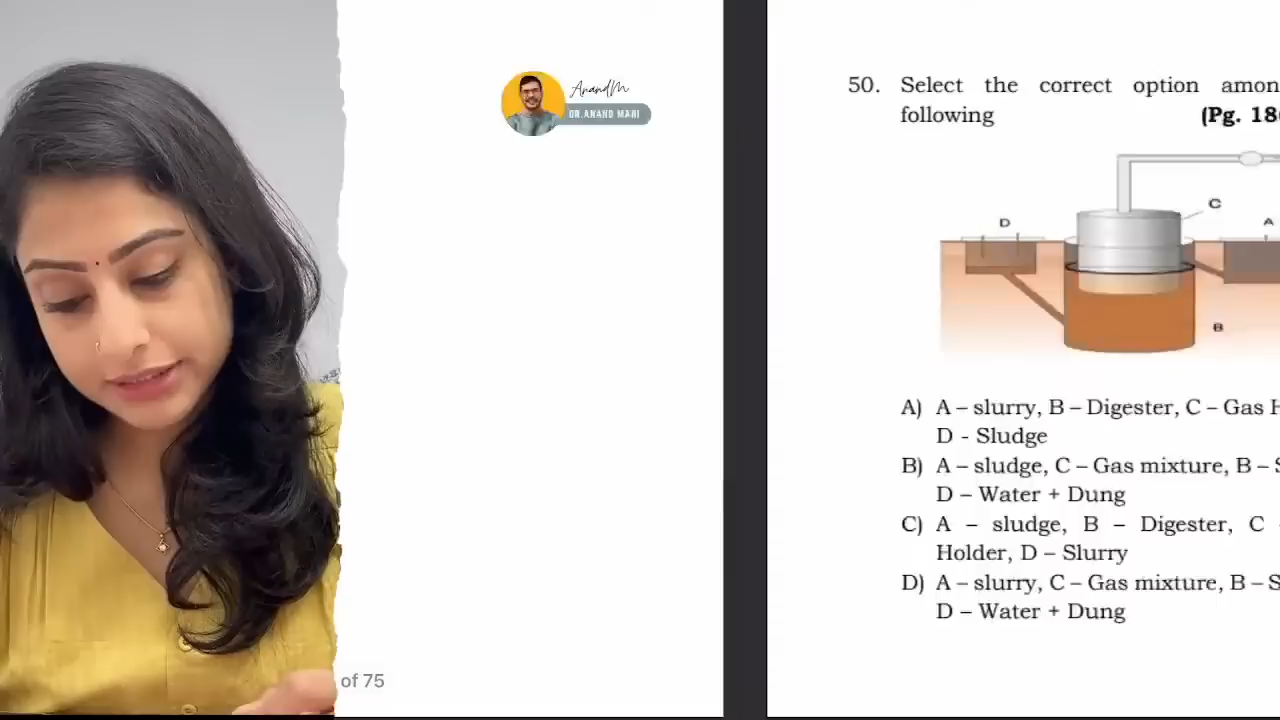 AnandM
DR.ANAND MANI
50. Select the correct option amon
following (Pg. 18
C
D
A
B
A) A – slurry, B – Digester, C – Gas H
D - Sludge
B) A – sludge, C – Gas mixture, B – S
D – Water + Dung
C) A – sludge, B – Digester, C -
Holder, D – Slurry
D) A – slurry, C – Gas mixture, B – S
D – Water + Dung
of 75